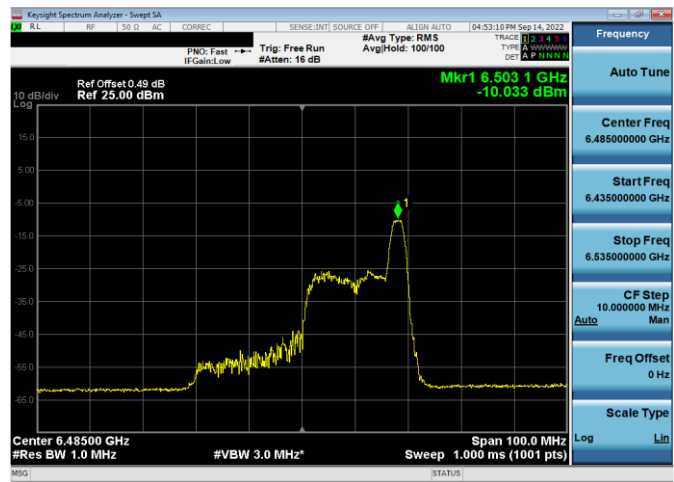 Keysight Spectrum Analyzer - Swept SA
RL RF 50 Ω AC CORREC SENSE:INT SOURCE OFF ALIGN AUTO 04:53:10 PM Sep 14, 2022
PNO: Fast Trig: Free Run #Avg Type: RMS TRACE 1 2 3 4 5 6
IFGain:Low #Atten: 16 dB Avg|Hold: 100/100 TYPE A WWWWW
DET A P N N N N
Mkr1 6.503 1 GHz
-10.033 dBm
Ref Offset 0.49 dB
10 dB/div Ref 25.00 dBm
Log
15.0
5.00
-5.00
-15.0
-25.0
-35.0
-45.0
-55.0
-65.0
1
Center 6.48500 GHz Span 100.0 MHz
#Res BW 1.0 MHz #VBW 3.0 MHz* Sweep 1.000 ms (1001 pts)
MSG STATUS
Frequency
Auto Tune
Center Freq
6.485000000 GHz
Start Freq
6.435000000 GHz
Stop Freq
6.535000000 GHz
CF Step
10.000000 MHz
Auto Man
Freq Offset
0 Hz
Scale Type
Log Lin